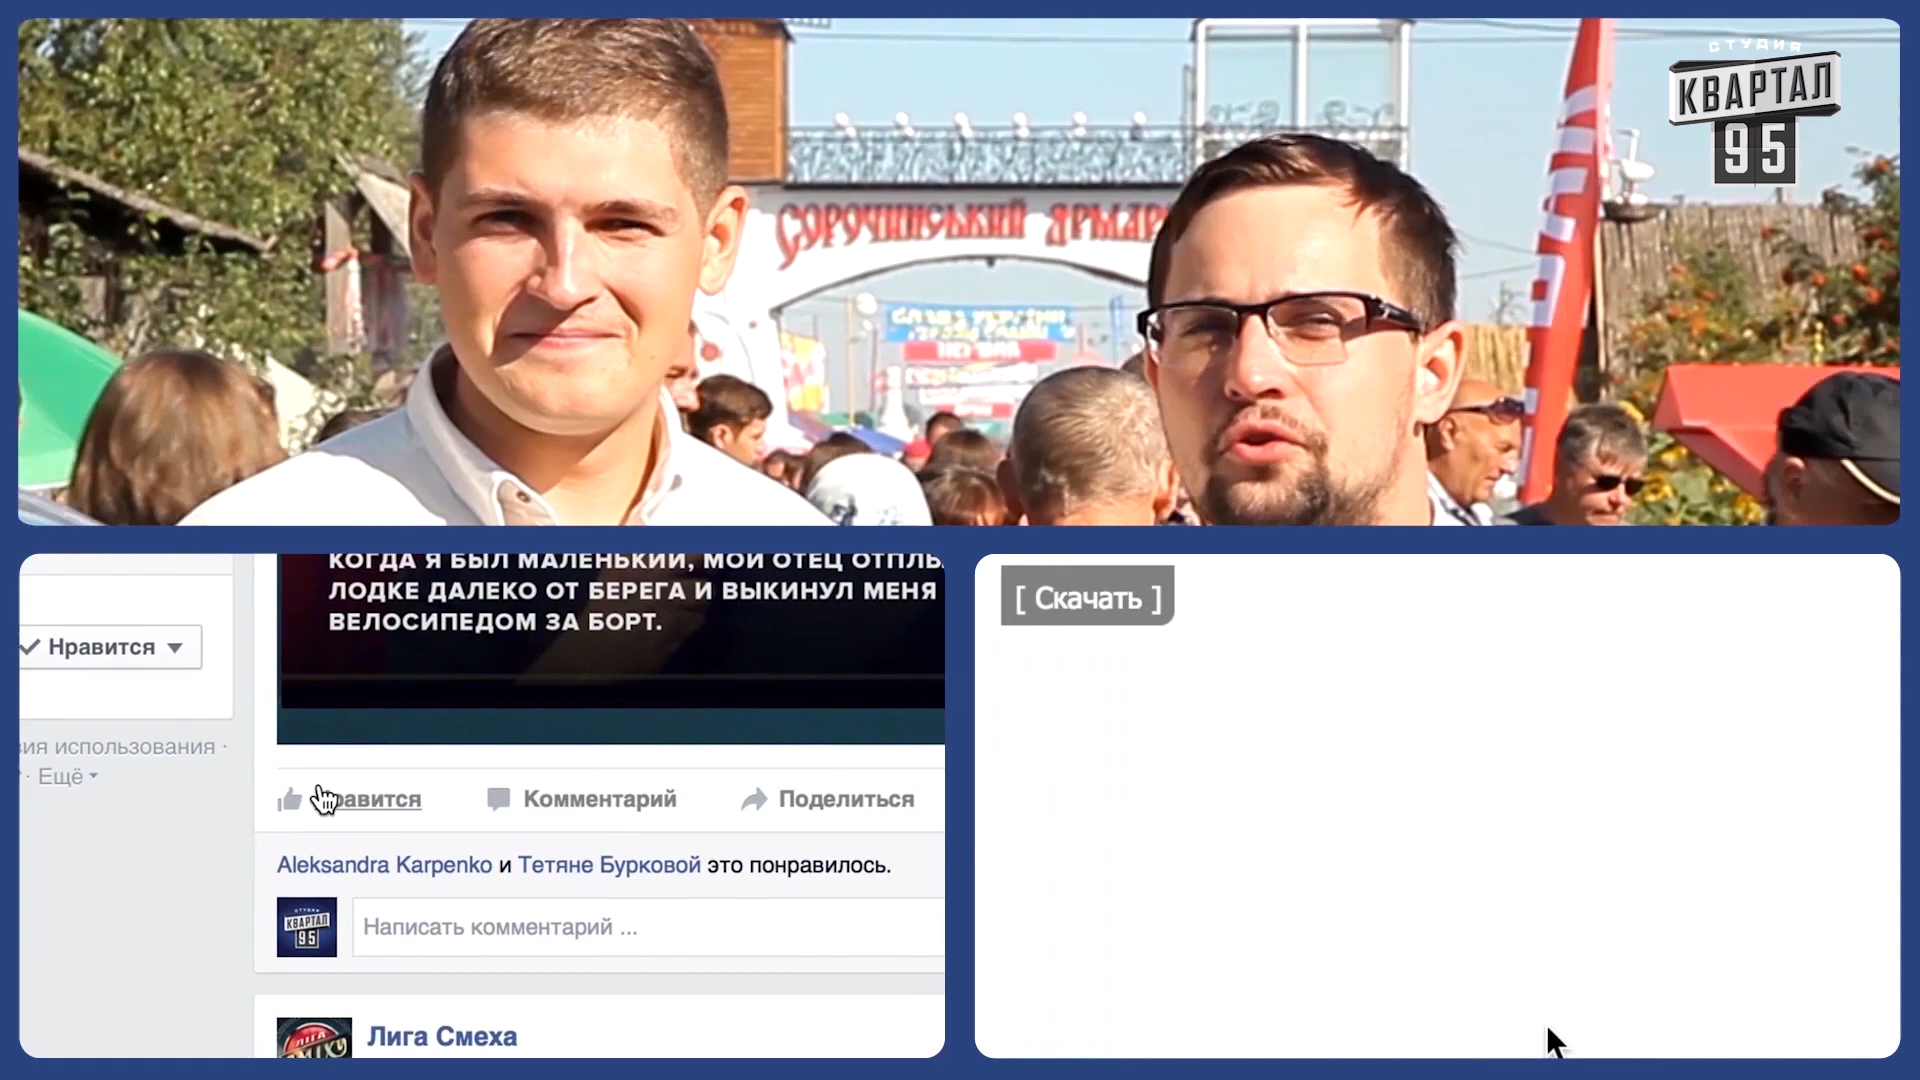 СТУДИЯ
КВАРТАЛ
95
СОРОЧИНСЬКИЙ ЯРМАР
КОГДА Я БЫЛ МАЛЕНЬКИЙ, МОЙ ОТЕЦ ОТПЛЫ
ЛОДКЕ ДАЛЕКО ОТ БЕРЕГА И ВЫКИНУЛ МЕНЯ
ВЕЛОСИПЕДОМ ЗА БОРТ.
Нравится
вия использования ·
· Ещё
равится
Комментарий
Поделиться
Aleksandra Karpenko и Тетяне Бурковой это понравилось.
КВАРТАЛ
95
Написать комментарий ...
Лига Смеха
[ Скачать ]